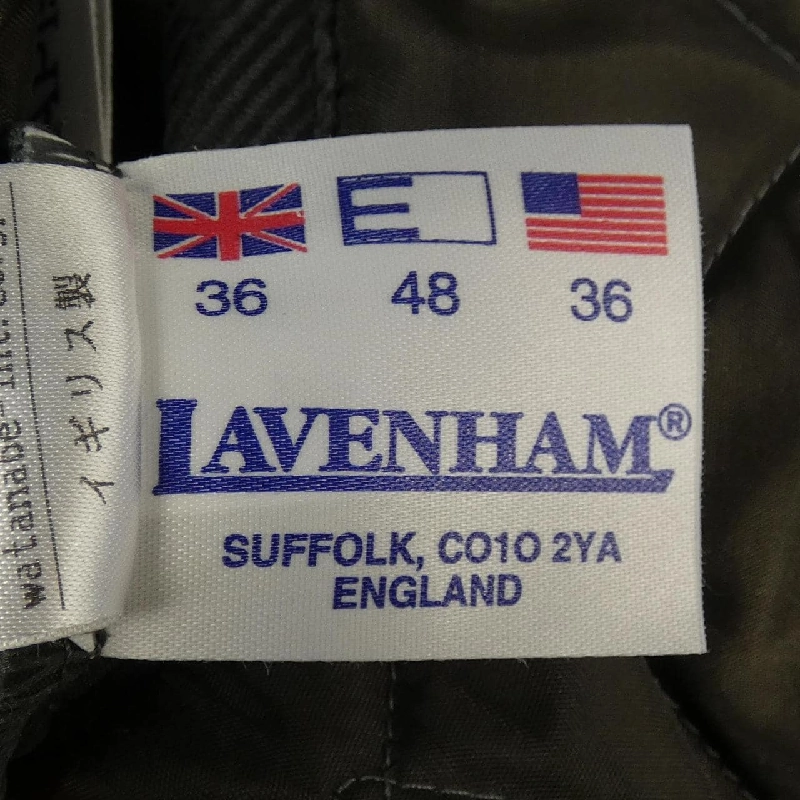 36 48 36
LAVENHAM®
SUFFOLK, CO10 2YA
ENGLAND
イギリス製